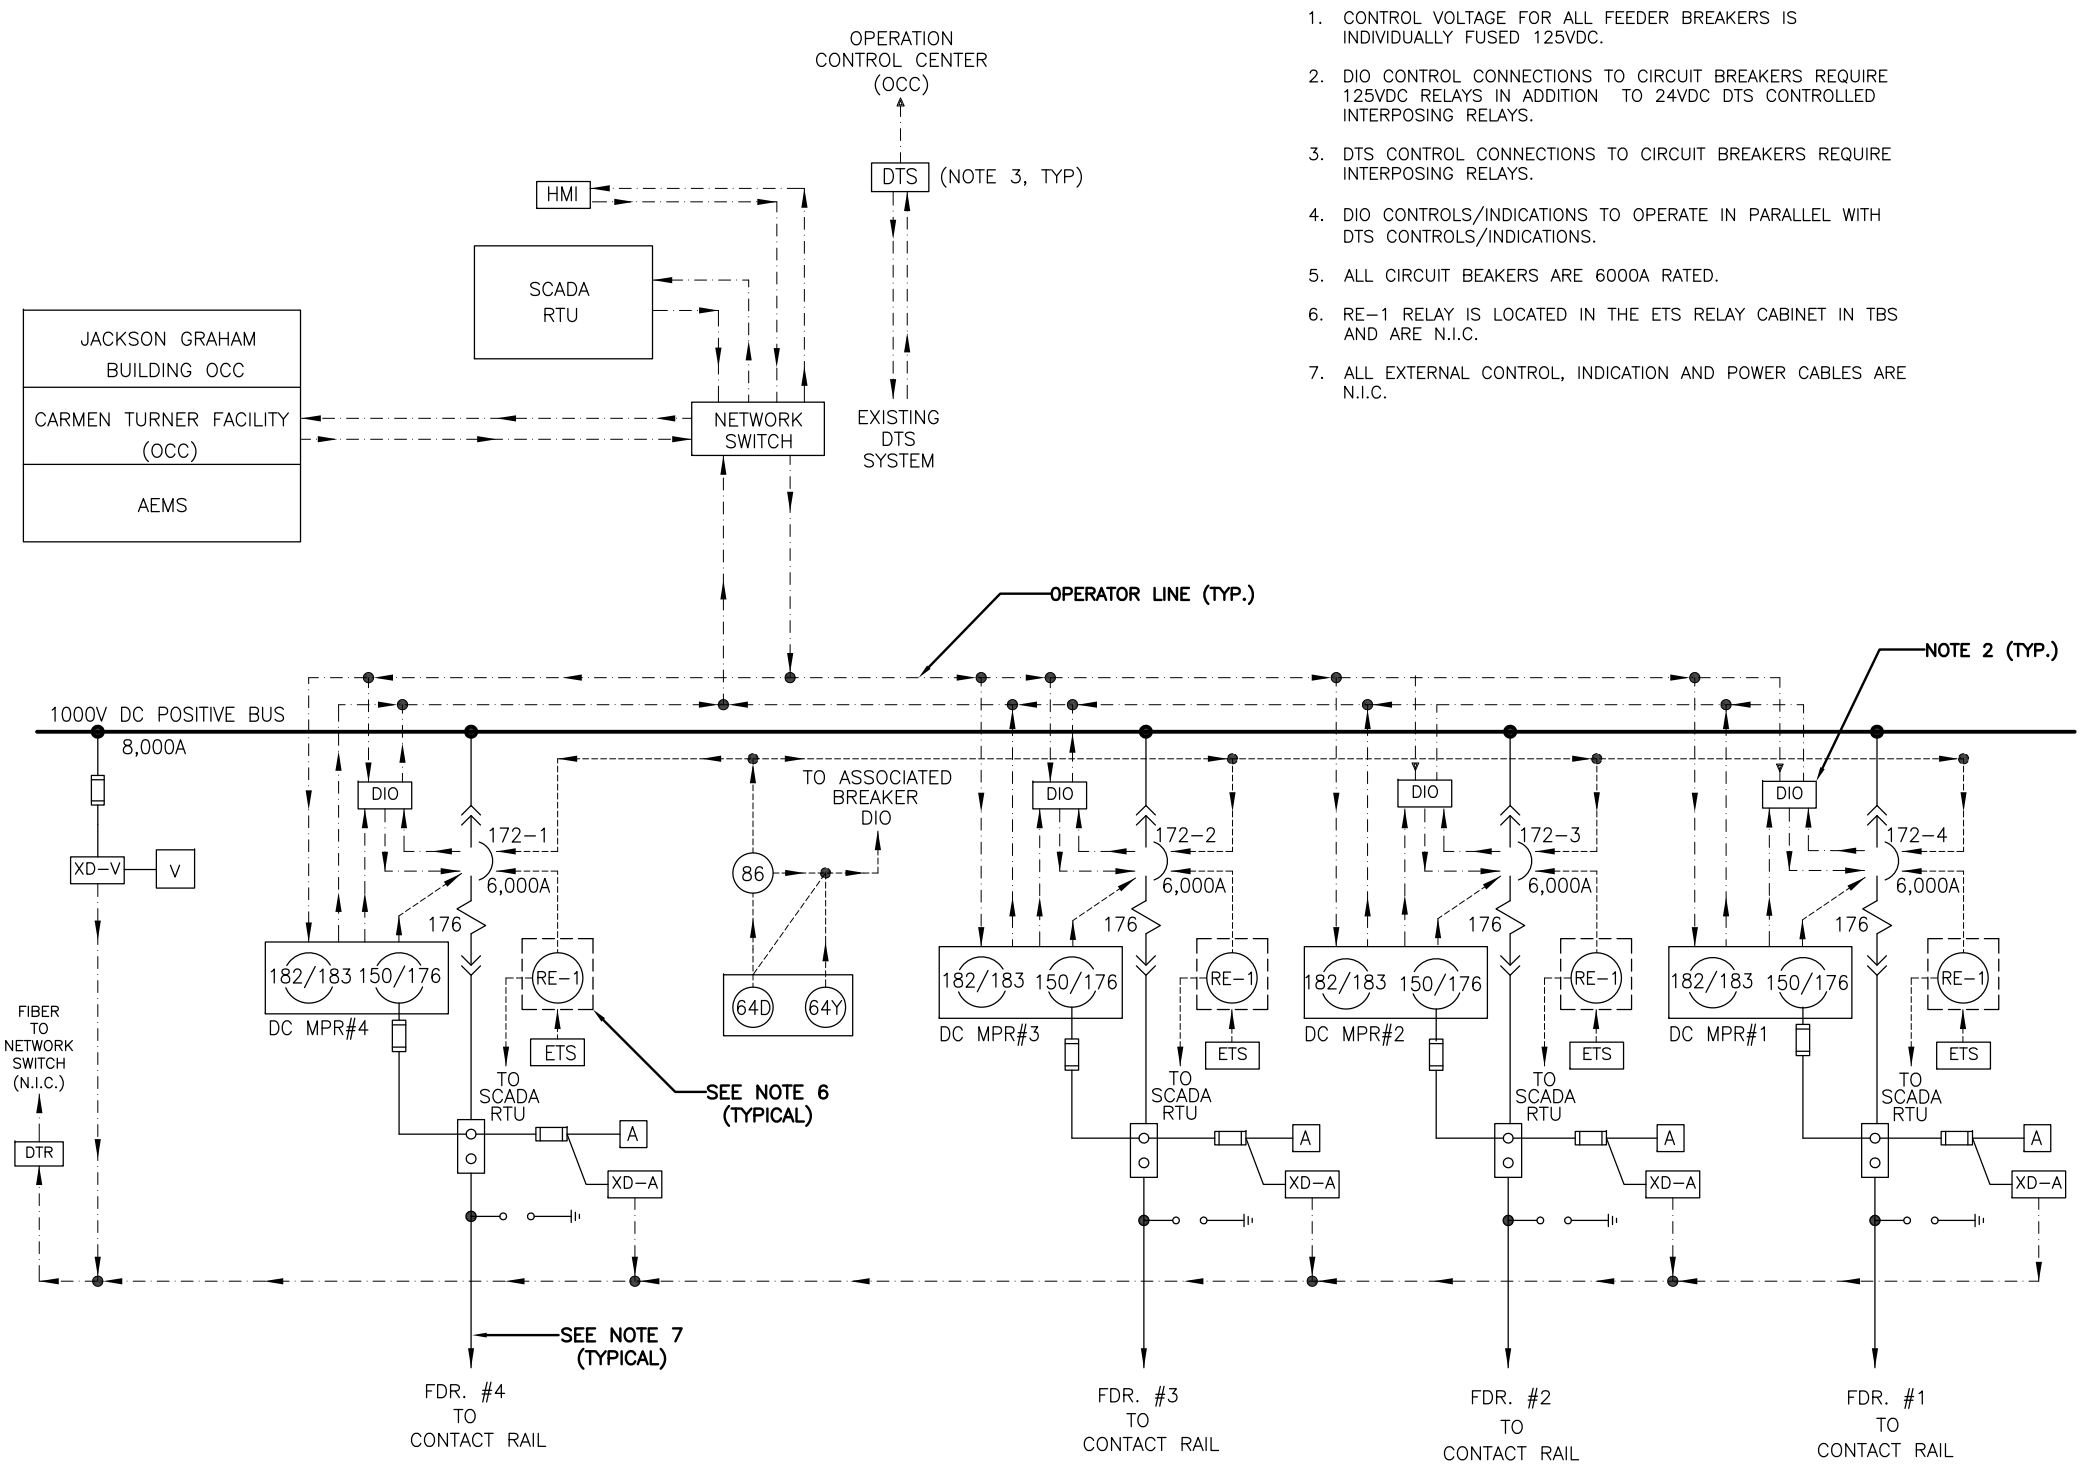 1. CONTROL VOLTAGE FOR ALL FEEDER BREAKERS IS
INDIVIDUALLY FUSED 125VDC.
2. DIO CONTROL CONNECTIONS TO CIRCUIT BREAKERS REQUIRE
125VDC RELAYS IN ADDITION TO 24VDC DTS CONTROLLED
INTERPOSING RELAYS.
3. DTS CONTROL CONNECTIONS TO CIRCUIT BREAKERS REQUIRE
INTERPOSING RELAYS.
4. DIO CONTROLS/INDICATIONS TO OPERATE IN PARALLEL WITH
DTS CONTROLS/INDICATIONS.
5. ALL CIRCUIT BEAKERS ARE 6000A RATED.
6. RE-1 RELAY IS LOCATED IN THE ETS RELAY CABINET IN TBS
AND ARE N.I.C.
7. ALL EXTERNAL CONTROL, INDICATION AND POWER CABLES ARE
N.I.C.
OPERATION
CONTROL CENTER
(OCC)
DTS (NOTE 3, TYP)
HMI
SCADA
RTU
JACKSON GRAHAM
BUILDING OCC
CARMEN TURNER FACILITY
(OCC)
AEMS
NETWORK
SWITCH
EXISTING
DTS
SYSTEM
OPERATOR LINE (TYP.)
NOTE 2 (TYP.)
1000V DC POSITIVE BUS
8,000A
XD-V
V
DIO
172-1
6,000A
176
182/183
150/176
DC MPR#4
RE-1
ETS
TO
SCADA
RTU
SEE NOTE 6
(TYPICAL)
A
XD-A
86
TO ASSOCIATED
BREAKER
DIO
64D
64Y
DIO
172-2
6,000A
176
182/183
150/176
DC MPR#3
RE-1
ETS
TO
SCADA
RTU
A
XD-A
DIO
172-3
6,000A
176
182/183
150/176
DC MPR#2
RE-1
ETS
TO
SCADA
RTU
A
XD-A
DIO
172-4
6,000A
176
182/183
150/176
DC MPR#1
RE-1
ETS
TO
SCADA
RTU
A
XD-A
FIBER
TO
NETWORK
SWITCH
(N.I.C.)
DTR
SEE NOTE 7
(TYPICAL)
FDR. #4
TO
CONTACT RAIL
FDR. #3
TO
CONTACT RAIL
FDR. #2
TO
CONTACT RAIL
FDR. #1
TO
CONTACT RAIL